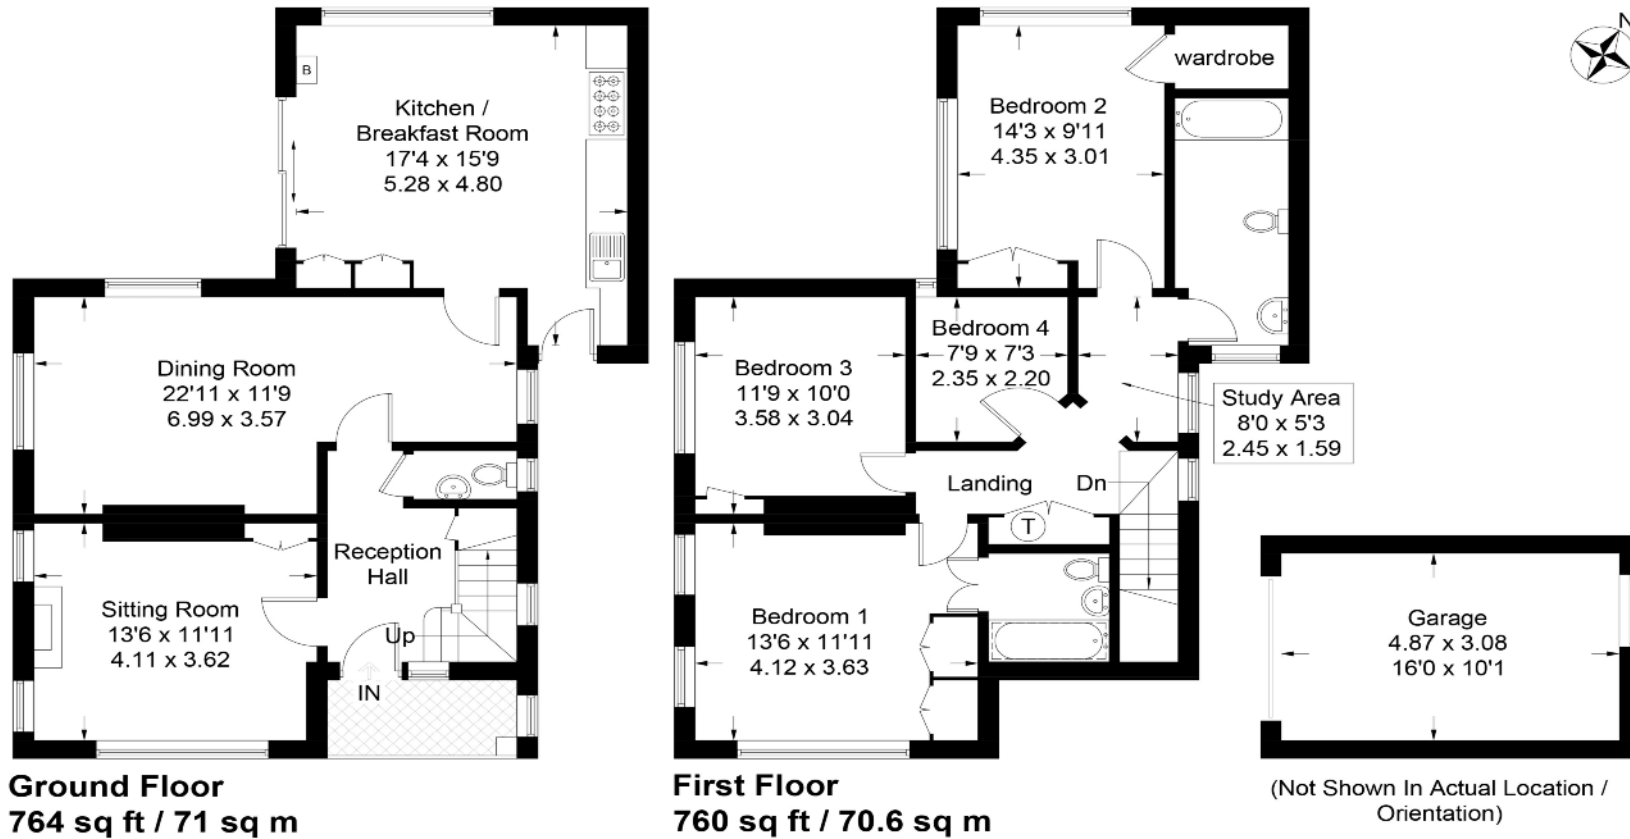 B
Kitchen /
Breakfast Room
17'4 x 15'9
5.28 x 4.80
Dining Room
22'11 x 11'9
6.99 x 3.57
Reception
Hall
Sitting Room
13'6 x 11'11
4.11 x 3.62
Up
IN
Ground Floor
764 sq ft / 71 sq m
wardrobe
Bedroom 2
14'3 x 9'11
4.35 x 3.01
Bedroom 4
7'9 x 7'3
2.35 x 2.20
Bedroom 3
11'9 x 10'0
3.58 x 3.04
Study Area
8'0 x 5'3
2.45 x 1.59
Landing
Dn
T
Bedroom 1
13'6 x 11'11
4.12 x 3.63
First Floor
760 sq ft / 70.6 sq m
N
Garage
4.87 x 3.08
16'0 x 10'1
(Not Shown In Actual Location /
Orientation)